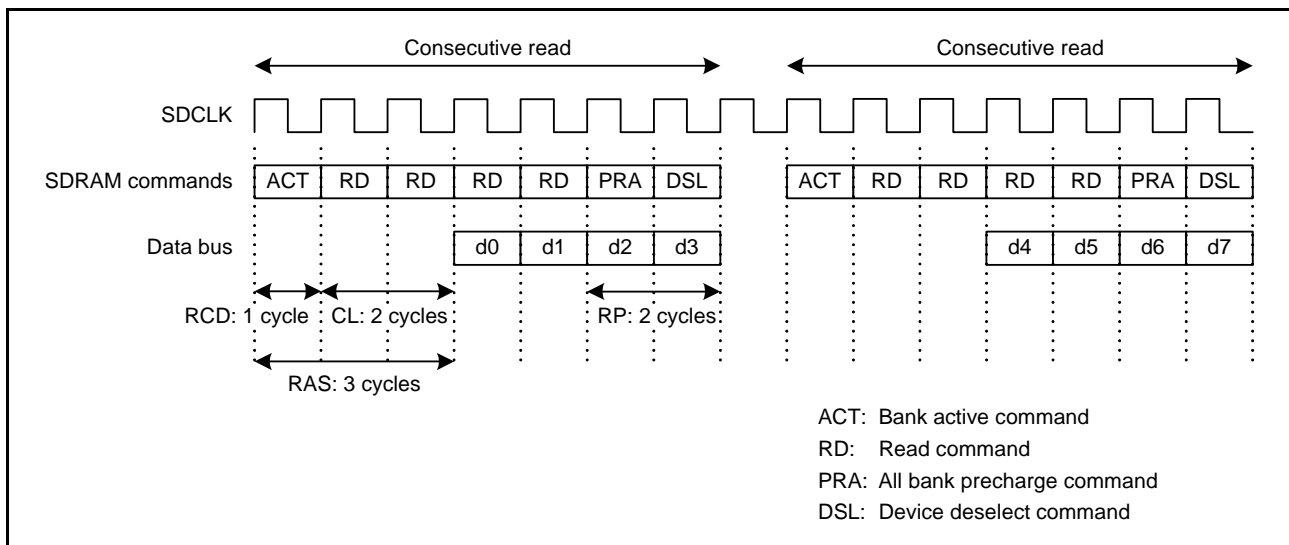 Consecutive read Consecutive read
SDCLK
SDRAM commands ACT RD RD RD RD PRA DSL ACT RD RD RD RD PRA DSL
Data bus d0 d1 d2 d3 d4 d5 d6 d7
RCD: 1 cycle CL: 2 cycles RP: 2 cycles
RAS: 3 cycles
ACT: Bank active command
RD: Read command
PRA: All bank precharge command
DSL: Device deselect command